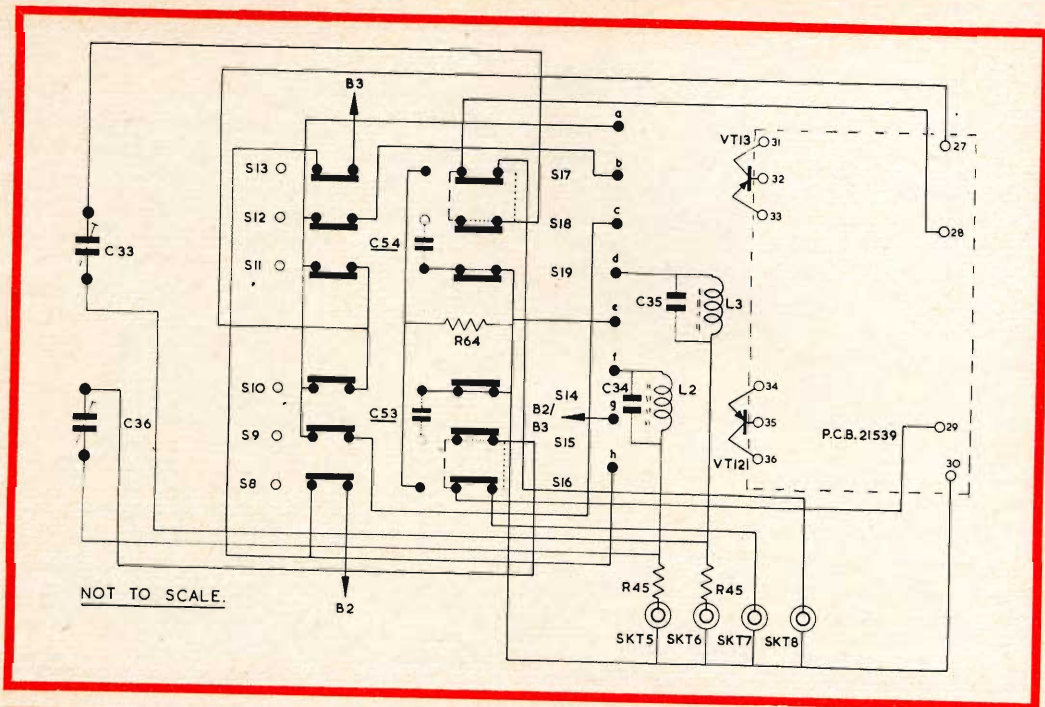 B3
a
VT13
31
27
S13
b
S17
32
S12
c
S18
33
28
C33
C54
S11
d
S19
C35
L3
e
R64
f
S10
C34
L2
34
C36
C53
S14
B2/
B3
g
35
S9
S15
P.C.B. 21539
29
h
VT12
36
30
S8
S16
NOT TO SCALE.
B2
R45
R45
SKT5
SKT6
SKT7
SKT8